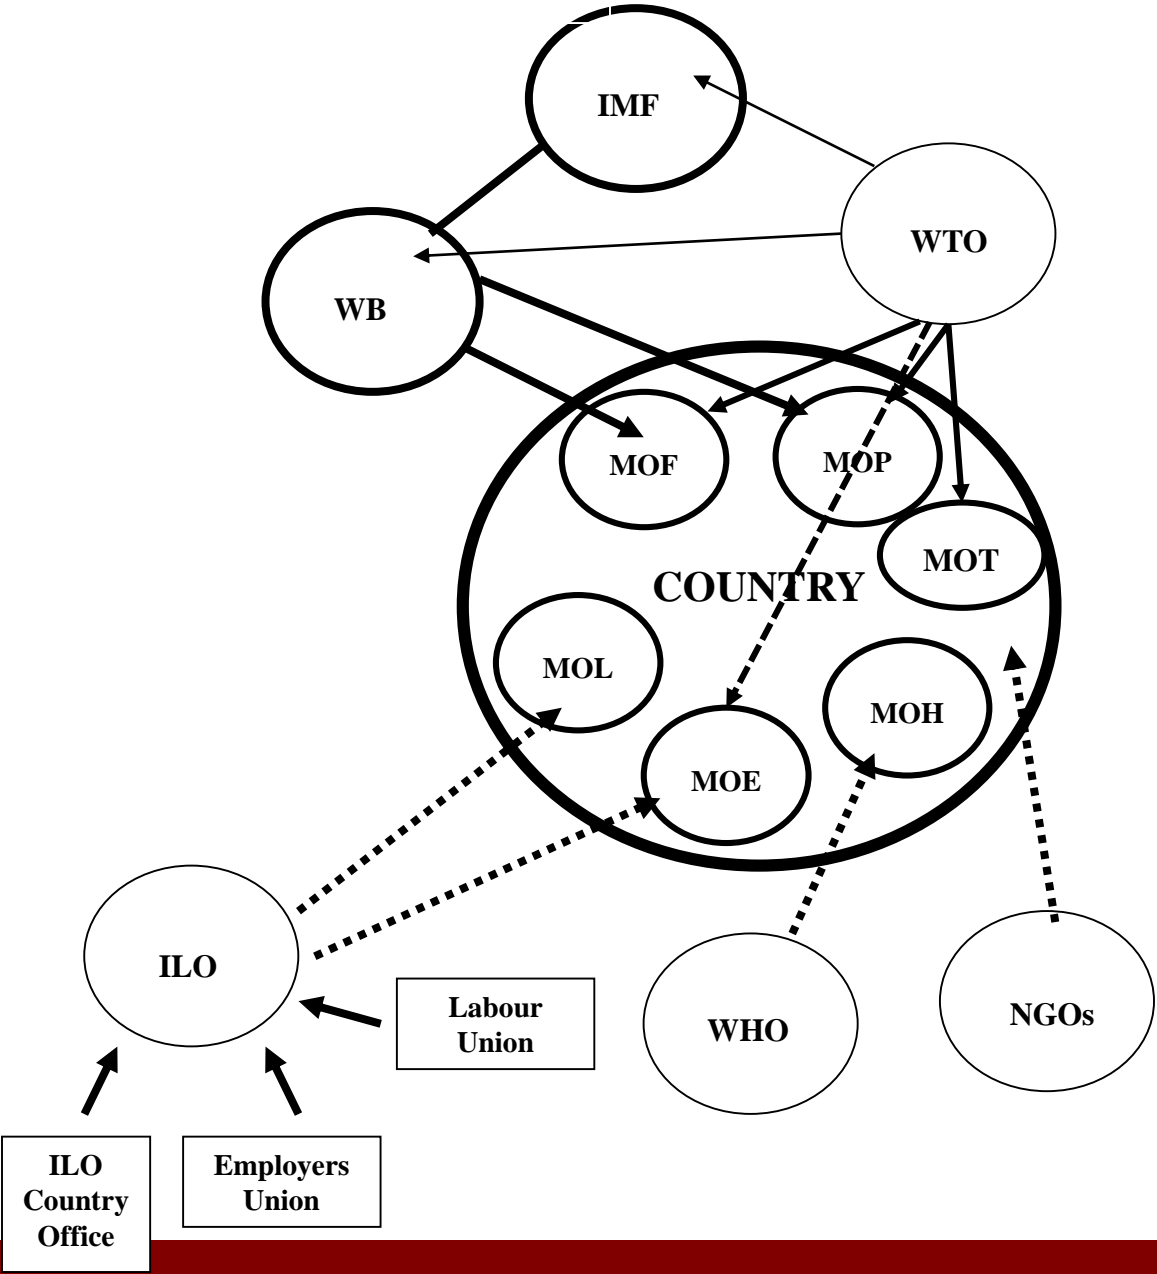 IMF
WTO
WB
MOF
MOP
MOT
COUNTRY
MOL
MOH
MOE
ILO
Labour
Union
WHO
NGOs
ILO
Country
Office
Employers
Union